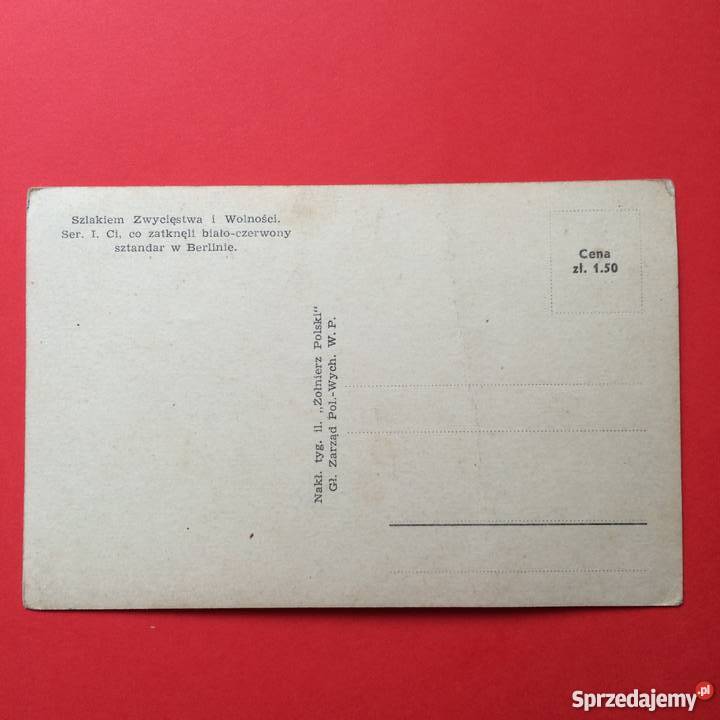 Szlakiem Zwycięstwa i Wolności.
Ser. I. Ci, co zatknęli biało-czerwony
sztandar w Berlinie.
Cena
zł. 1.50
Nakł. tyg. il. „Żołnierz Polski"
Gł. Zarząd Pol.-Wych. W. P.
Sprzedajemy.pl